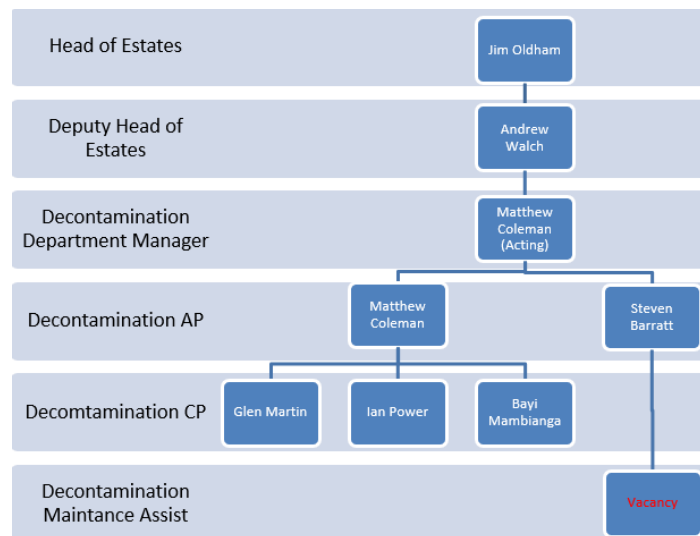 Head of Estates
Jim Oldham
Deputy Head of
Estates
Andrew
Walch
Decontamination
Department Manager
Matthew
Coleman
(Acting)
Decontamination AP
Matthew
Coleman
Steven
Barratt
Decomtamination CP
Glen Martin
Ian Power
Bayi
Mambianga
Decontamination
Maintance Assist
Vacancy